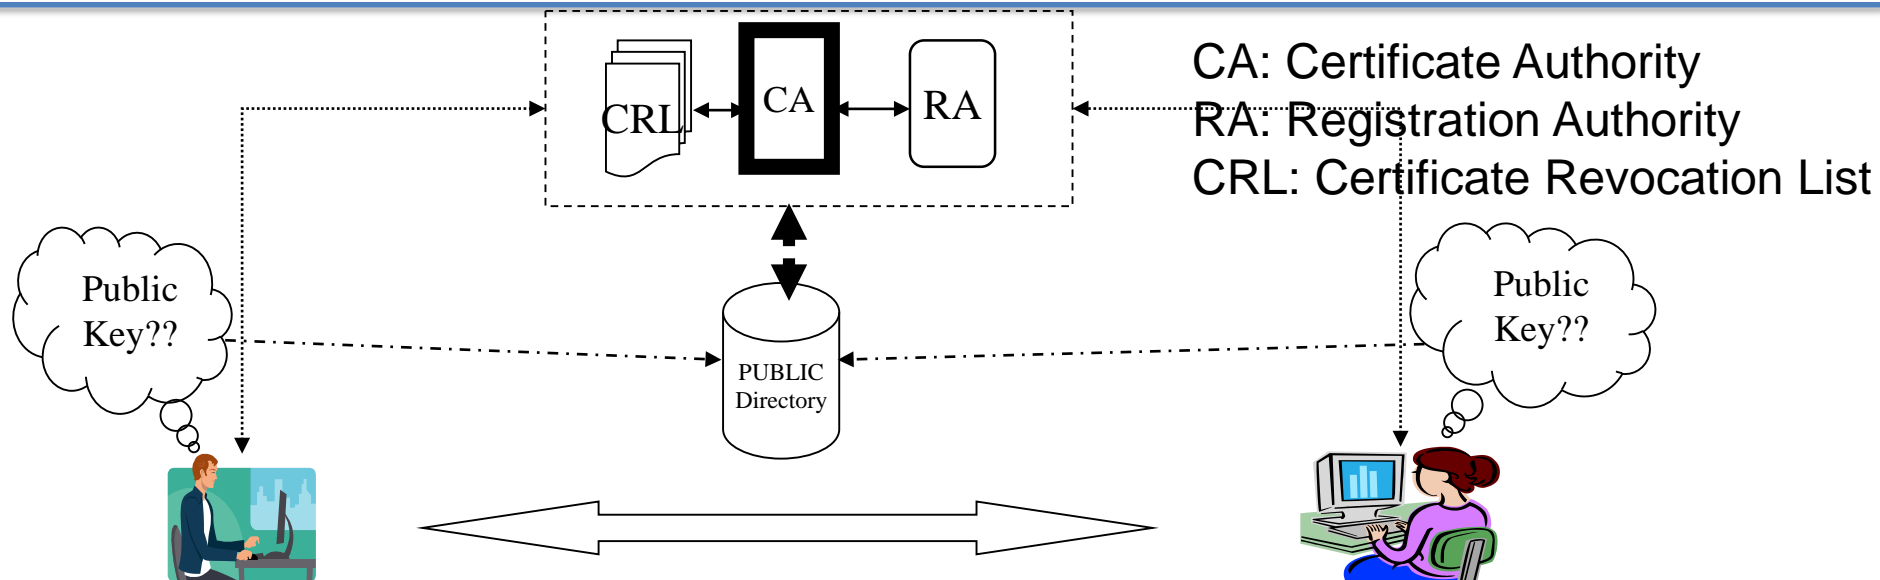 CRL
CA
RA
CA: Certificate Authority
RA: Registration Authority
CRL: Certificate Revocation List
Public
Key??
PUBLIC
Directory
Public
Key??